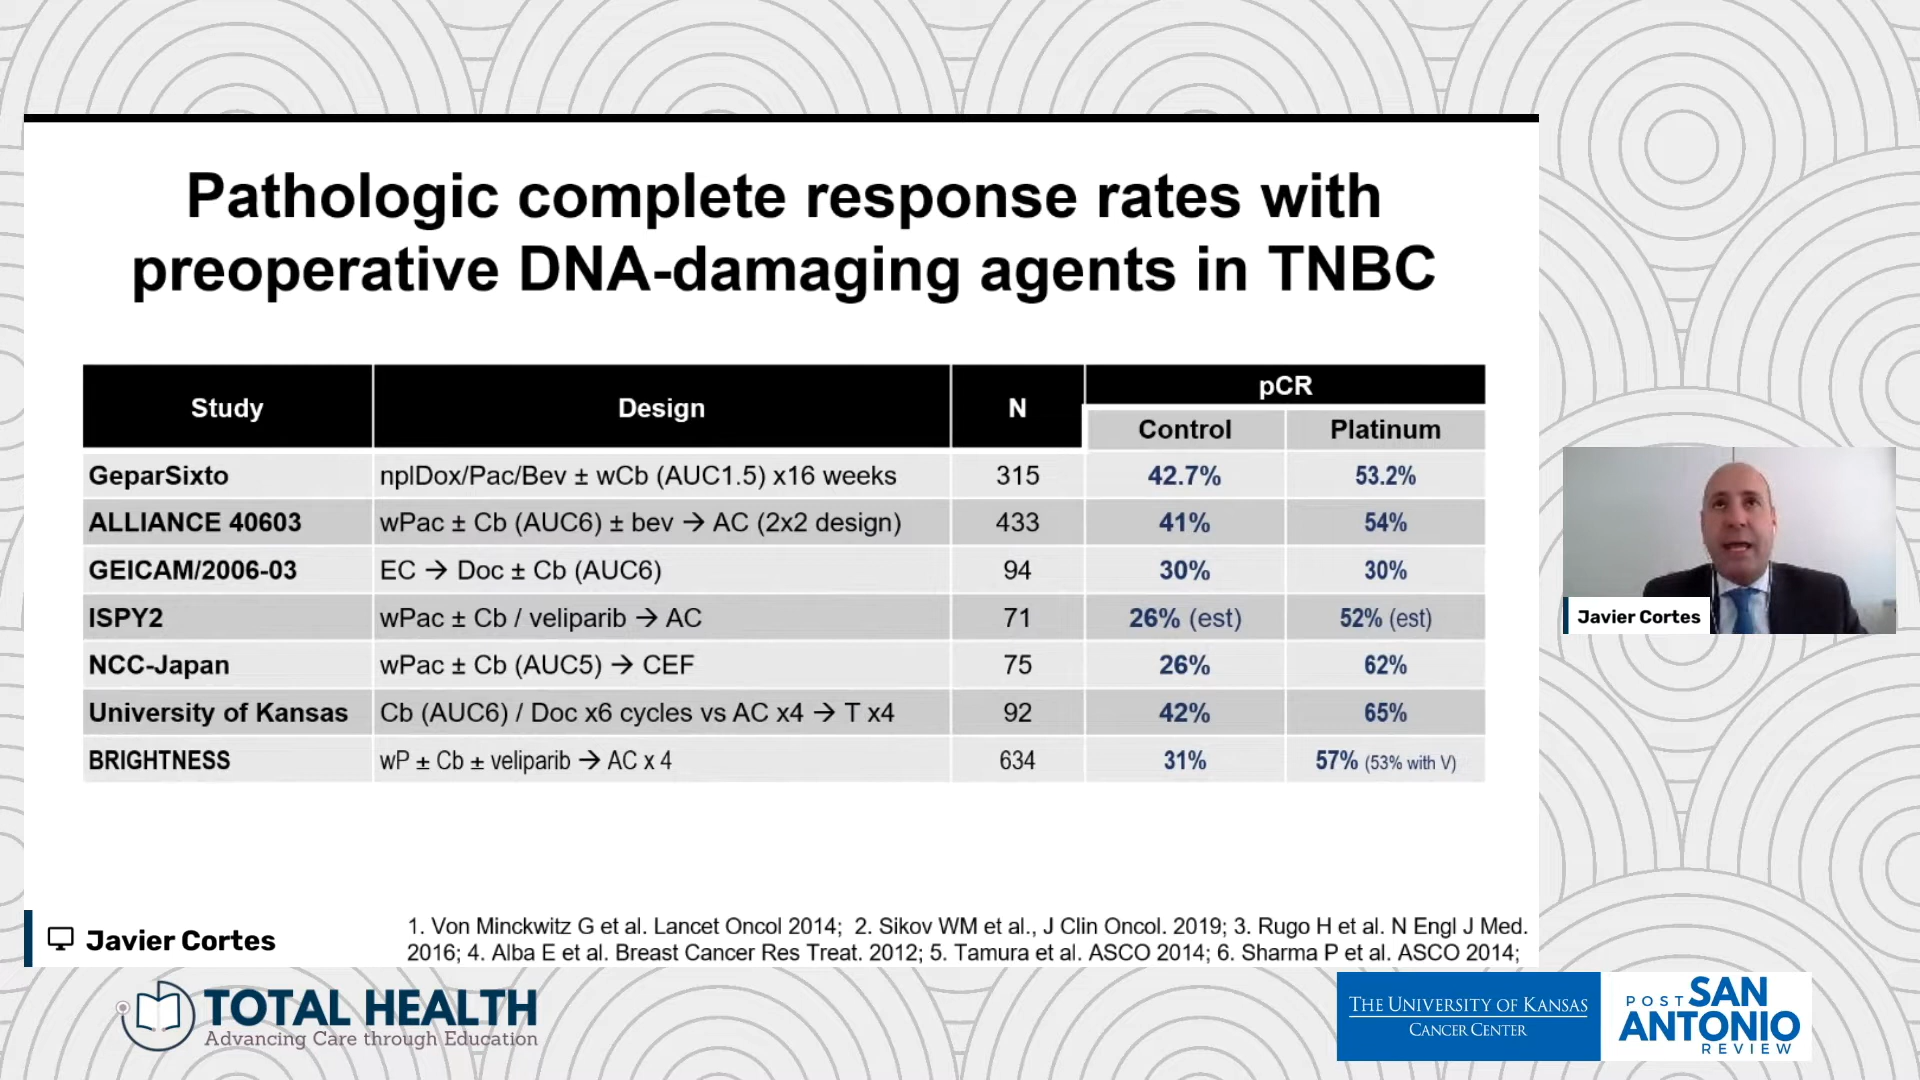 Pathologic complete response rates with
preoperative DNA-damaging agents in TNBC
Study Design N pCR
Control Platinum
GeparSixto nplDox/Pac/Bev ± wCb (AUC1.5) x16 weeks 315 42.7% 53.2%
ALLIANCE 40603 wPac ± Cb (AUC6) ± bev → AC (2x2 design) 433 41% 54%
GEICAM/2006-03 EC → Doc ± Cb (AUC6) 94 30% 30%
ISPY2 wPac ± Cb / veliparib → AC 71 26% (est) 52% (est)
NCC-Japan wPac ± Cb (AUC5) → CEF 75 26% 62%
University of Kansas Cb (AUC6) / Doc x6 cycles vs AC x4 → T x4 92 42% 65%
BRIGHTNESS wP ± Cb ± veliparib → AC x 4 634 31% 57% (53% with V)
Javier Cortes
1. Von Minckwitz G et al. Lancet Oncol 2014; 2. Sikov WM et al., J Clin Oncol. 2019; 3. Rugo H et al. N Engl J Med.
2016; 4. Alba E et al. Breast Cancer Res Treat. 2012; 5. Tamura et al. ASCO 2014; 6. Sharma P et al. ASCO 2014;
Javier Cortes
TOTAL HEALTH
Advancing Care through Education
THE UNIVERSITY OF KANSAS
CANCER CENTER
POST SAN
ANTONIO
REVIEW